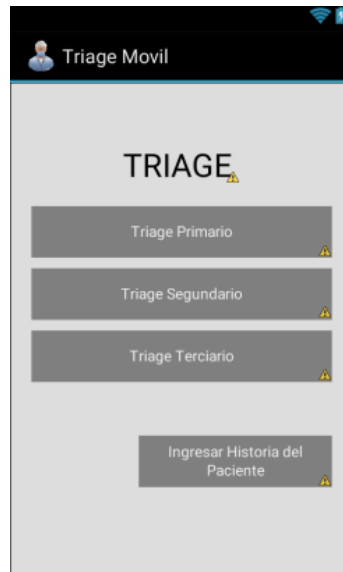 Triage Movil
TRIAGE
Triage Primario
Triage Segundario
Triage Terciario
Ingresar Historia del
Paciente